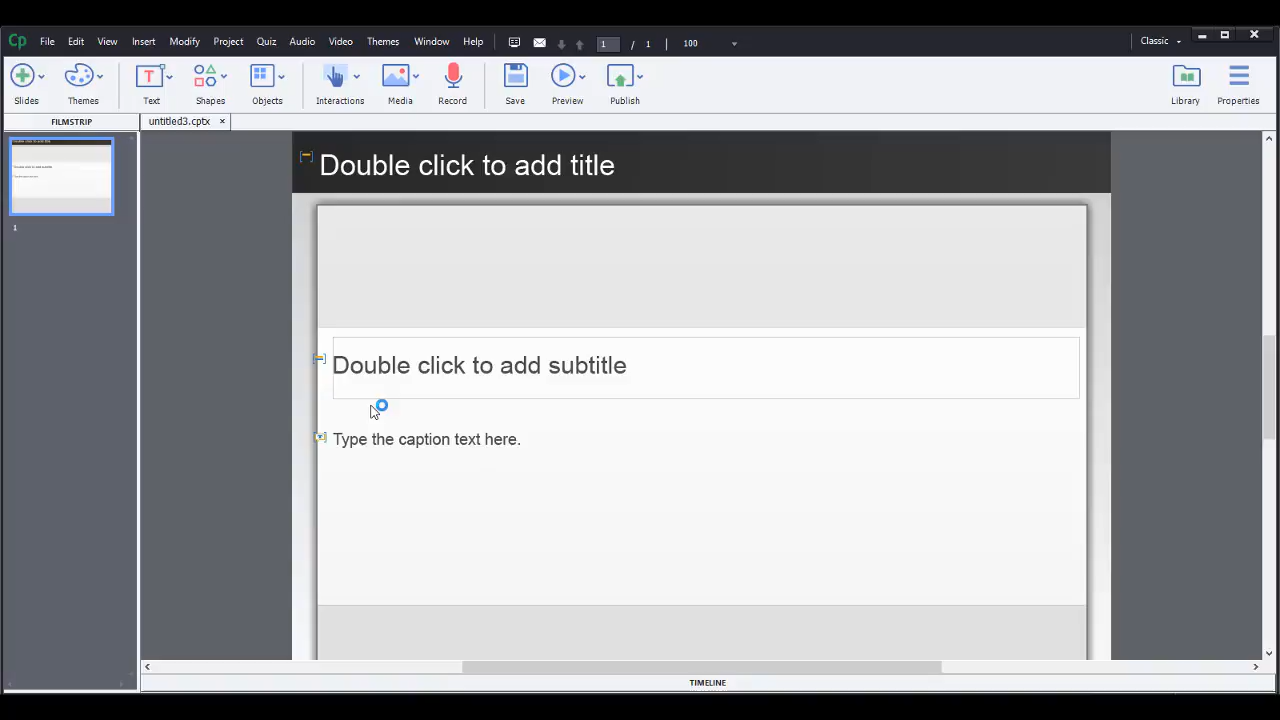 Cp File Edit View Insert Modify Project Quiz Audio Video Themes Window Help 1 / 1 100 Classic
Slides Themes Text Shapes Objects Interactions Media Record Save Preview Publish Library Properties
FILMSTRIP untitled3.cptx ×
Double click to add title
1
Double click to add subtitle
Type the caption text here.
TIMELINE